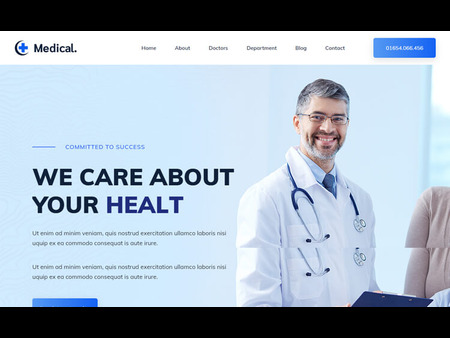 Medical.
Home About Doctors Department Blog Contact
01654.066.456
COMMITTED TO SUCCESS
WE CARE ABOUT
YOUR HEALT
Ut enim ad minim veniam, quis nostrud exercitation ullamco laboris nisi
uquip ex ea commodo consequat is aute irure.
Ut enim ad minim veniam, quis nostrud exercitation ullamco laboris nisi
uquip ex ea commodo consequat is aute irure.